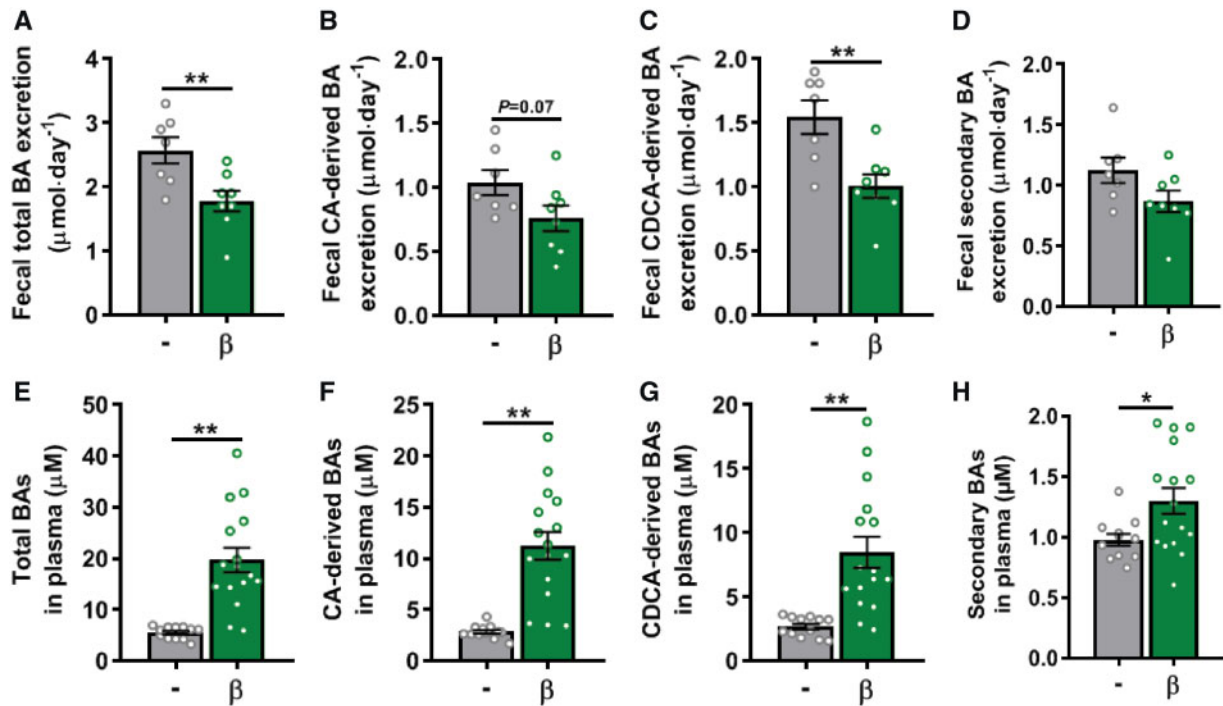 A
Fecal total BA excretion
(μmol·day⁻¹)
4
3
2
1
0
**
-
β
B
Fecal CA-derived BA
excretion (μmol·day⁻¹)
2.0
1.5
1.0
0.5
0.0
P=0.07
-
β
C
Fecal CDCA-derived BA
excretion (μmol·day⁻¹)
2.0
1.5
1.0
0.5
0.0
**
-
β
D
Fecal secondary BA
excretion (μmol·day⁻¹)
2.0
1.5
1.0
0.5
0.0
-
β
E
Total BAs
in plasma (μM)
50
40
30
20
10
0
**
-
β
F
CA-derived BAs
in plasma (μM)
25
20
15
10
5
0
**
-
β
G
CDCA-derived BAs
in plasma (μM)
20
15
10
5
0
**
-
β
H
Secondary BAs
in plasma (μM)
2.0
1.5
1.0
0.5
0.0
*
-
β